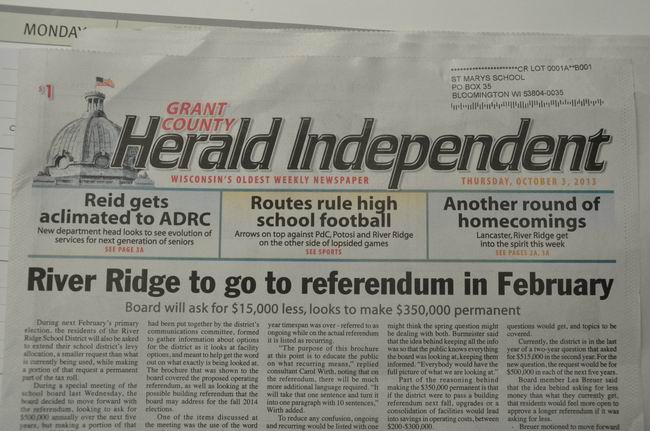 MONDAY
********************CR LOT 0001A**B001
ST MARYS SCHOOL
PO BOX 35
BLOOMINGTON WI 53804-0035
$1
GRANT
COUNTY
Herald Independent
WISCONSIN'S OLDEST WEEKLY NEWSPAPER
THURSDAY, OCTOBER 3, 2013
Reid gets
aclimated to ADRC
New department head looks to see evolution of
services for next generation of seniors
SEE PAGE 3A
Routes rule high
school football
Arrows on top against PdC, Potosi and River Ridge
on the other side of lopsided games
SEE SPORTS
Another round of
homecomings
Lancaster, River Ridge get
into the spirit this week
SEE PAGES 2A, 3A
River Ridge to go to referendum in February
Board will ask for $15,000 less, looks to make $350,000 permanent
During next February's primary
election, the residents of the River
Ridge School District will also be asked
to extend their school district's levy
allocation, a smaller request than what
is currently being used, while making
a portion of that request a permanent
part of the tax roll.
During a special meeting of the
school board last Wednesday, the
board decided to move forward with
the referendum, looking to ask for
$500,000 annually over the next five
years, but making a portion of that
had been put together by the district's
communications committee, formed
to gather information about options
for the district as it looks at facility
options, and meant to help get the word
out on what exactly is being looked at.
The brochure that was shown to the
board covered the proposed operating
referendum, as well as looking at the
possible building referendum that the
board may address for the fall 2014
elections.
One of the items discussed at
the meeting was the use of the word
year timespan was over - referred to as
ongoing while on the actual referendum
it is listed as recurring.
"The purpose of this brochure
at this point is to educate the public
on what recurring means," replied
consultant Carol Wirth, noting that on
the referendum, there will be much
more additional language required. "It
will take that one sentence and turn it
into one paragraph with 10 sentences,"
Wirth added.
To reduce any confusion, ongoing
and recurring would be listed with one
might think the spring question might
be dealing with both. Burmeister said
that the idea behind keeping all the info
was so that the public knows everything
the board was looking at, keeping them
informed. "Everybody would have the
full picture of what we are looking at."
Part of the reasoning behind
making the $350,000 permanent is that
if the district were to pass a building
referendum next fall, upgrades or a
consolidation of facilities would lead
into savings in operating costs, between
$200-$300,000.
questions would get, and topics to be
covered.
Currently, the district is in the last
year of a two-year question that asked
for $515,000 in the second year. For the
new question, the request would be for
$500,000 in each of the next five years.
Board member Lea Breuer said
that the idea behind asking for less
money than what they currently get,
that residents would feel more open to
approve a longer referendum if it was
asking for less.
Breuer motioned to move forward